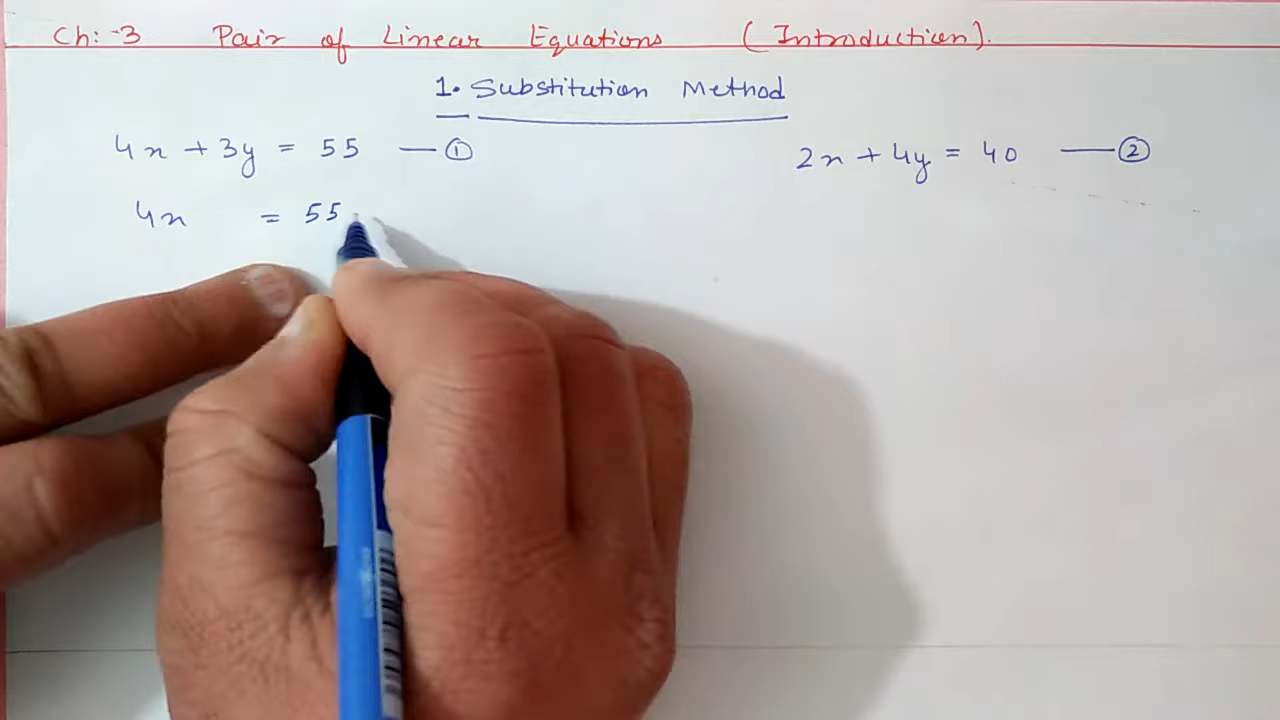 Ch:-3 Pair of Linear Equations (Introduction).
1. Substitution Method
4x + 3y = 55 — ①
2x + 4y = 40 — ②
4x = 55